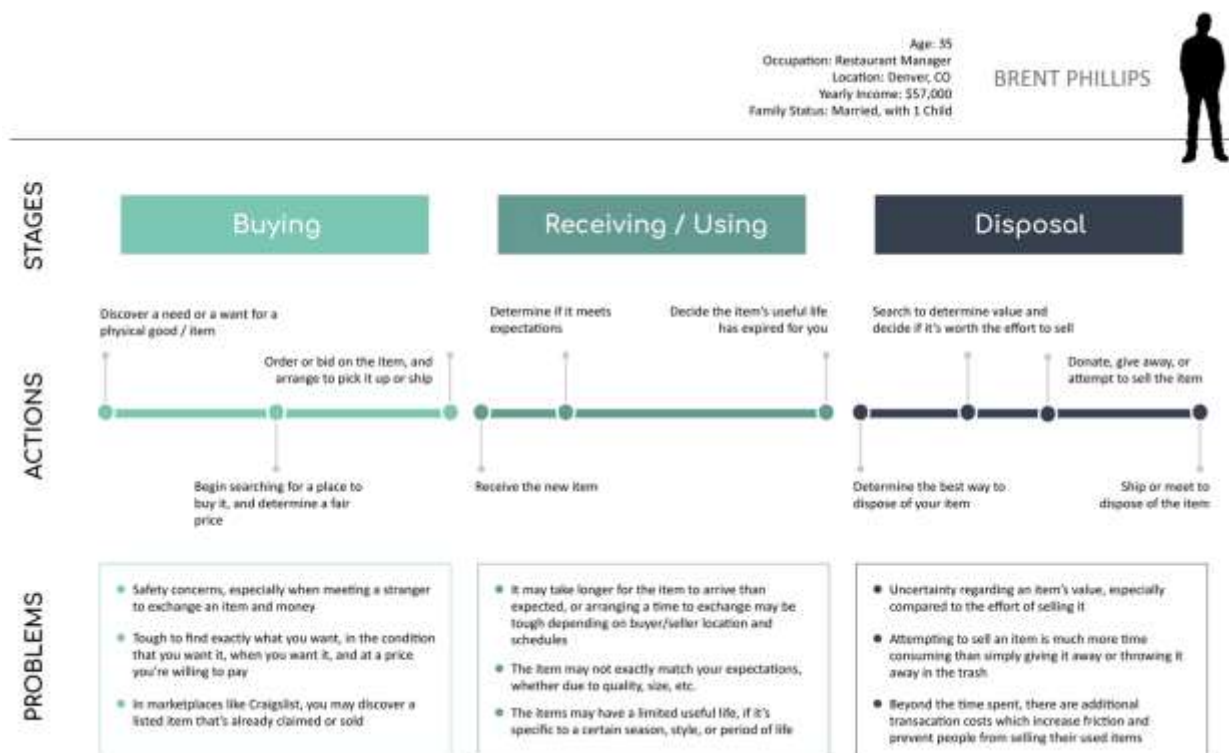 Age: 35
Occupation: Restaurant Manager
Location: Denver, CO
Yearly Income: $57,000
Family Status: Married, with 1 Child
BRENT PHILLIPS
STAGES
Buying
Receiving / Using
Disposal
ACTIONS
Discover a need or a want for a
physical good / item
Order or bid on the item, and
arrange to pick it up or ship
Begin searching for a place to
buy it, and determine a fair
price
Determine if it meets
expectations
Decide the item's useful life
has expired for you
Receive the new item
Search to determine value and
decide if it's worth the effort to sell
Donate, give away, or
attempt to sell the item
Determine the best way to
dispose of your item
Ship or meet to
dispose of the item
PROBLEMS
Safety concerns, especially when meeting a stranger
to exchange an item and money
Tough to find exactly what you want, in the condition
that you want it, when you want it, and at a price
you're willing to pay
In marketplaces like Craigslist, you may discover a
listed item that's already claimed or sold
It may take longer for the item to arrive than
expected, or arranging a time to exchange may be
tough depending on buyer/seller location and
schedules
The item may not exactly match your expectations,
whether due to quality, size, etc.
The items may have a limited useful life, if it's
specific to a certain season, style, or period of life
Uncertainty regarding an item's value, especially
compared to the effort of selling it
Attempting to sell an item is much more time
consuming than simply giving it away or throwing it
away in the trash
Beyond the time spent, there are additional
transacation costs which increase friction and
prevent people from selling their used items